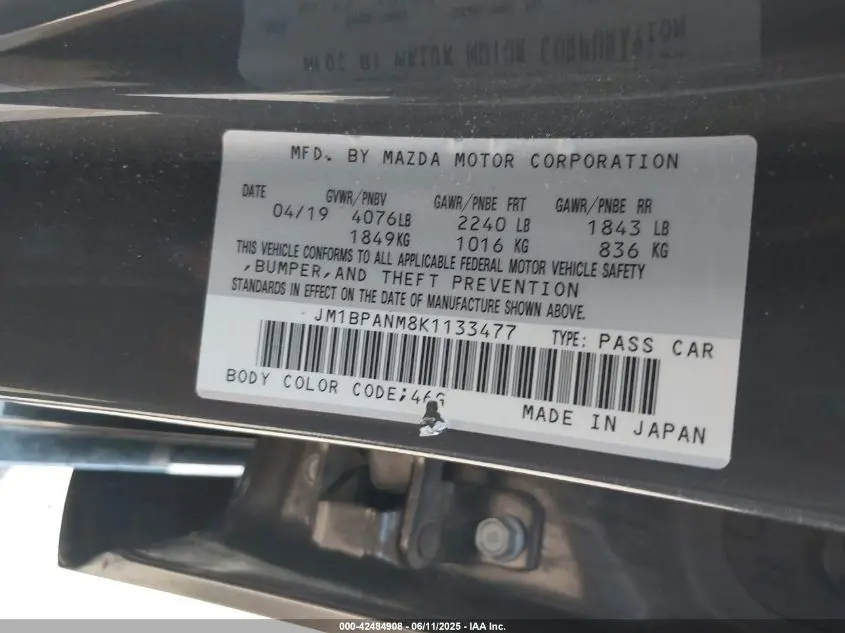 MFD. BY MAZDA MOTOR CORPORATION
DATE GVWR/PNBV GAWR/PNBE FRT GAWR/PNBE RR
04/19 4076LB 2240 LB 1843 LB
1849KG 1016 KG 836 KG
THIS VEHICLE CONFORMS TO ALL APPLICABLE FEDERAL MOTOR VEHICLE SAFETY
,BUMPER,AND THEFT PREVENTION
STANDARDS IN EFFECT ON THE DATE OF MANUFACTURE SHOWN ABOVE.
JM1BPANM8K1133477 TYPE: PASS CAR
BODY COLOR CODE;46G
MADE IN JAPAN
000-42484908 - 06/11/2025 - IAA Inc.